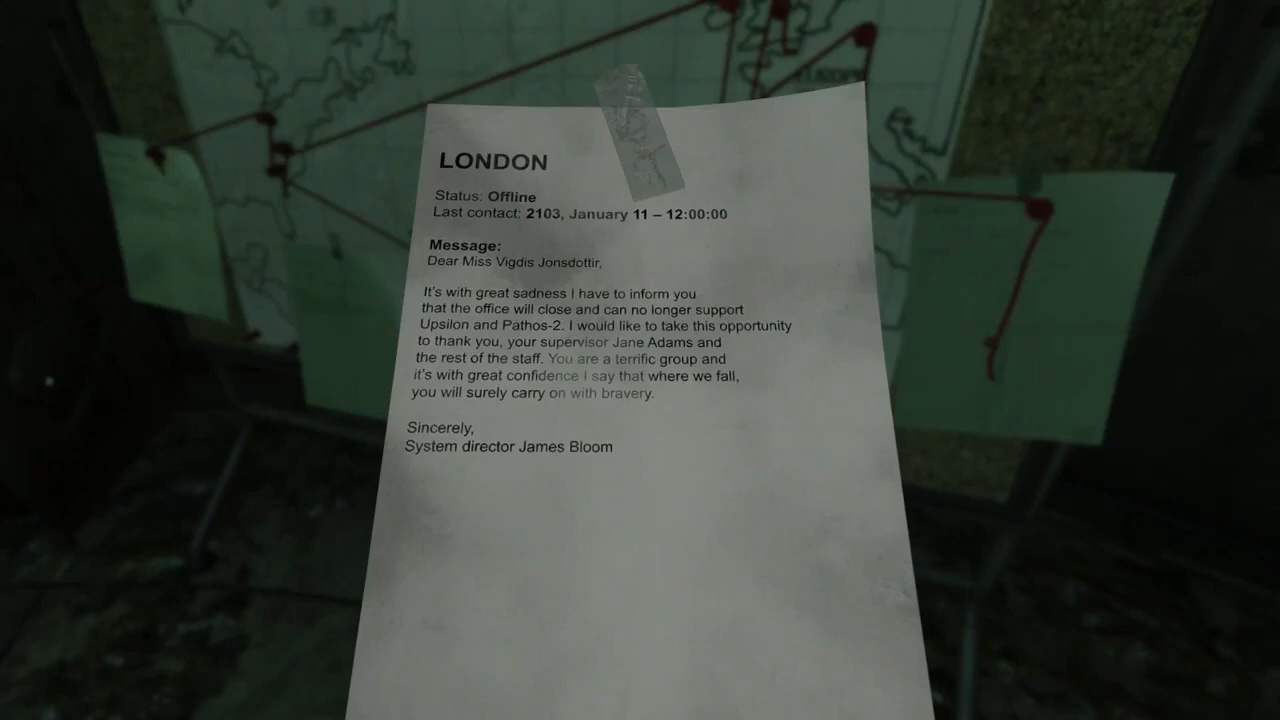 LONDON
Status: Offline
Last contact: 2103, January 11 – 12:00:00
Message:
Dear Miss Vigdis Jonsdottir,
It's with great sadness I have to inform you
that the office will close and can no longer support
Upsilon and Pathos-2. I would like to take this opportunity
to thank you, your supervisor Jane Adams and
the rest of the staff. You are a terrific group and
it's with great confidence I say that where we fall,
you will surely carry on with bravery.
Sincerely,
System director James Bloom